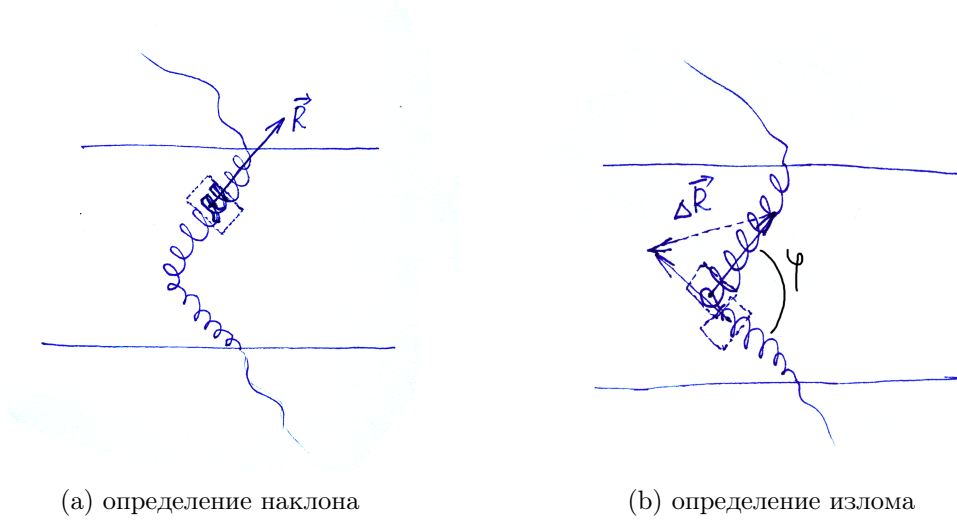 R⃗
ΔR⃗
φ
(a) определение наклона
(b) определение излома